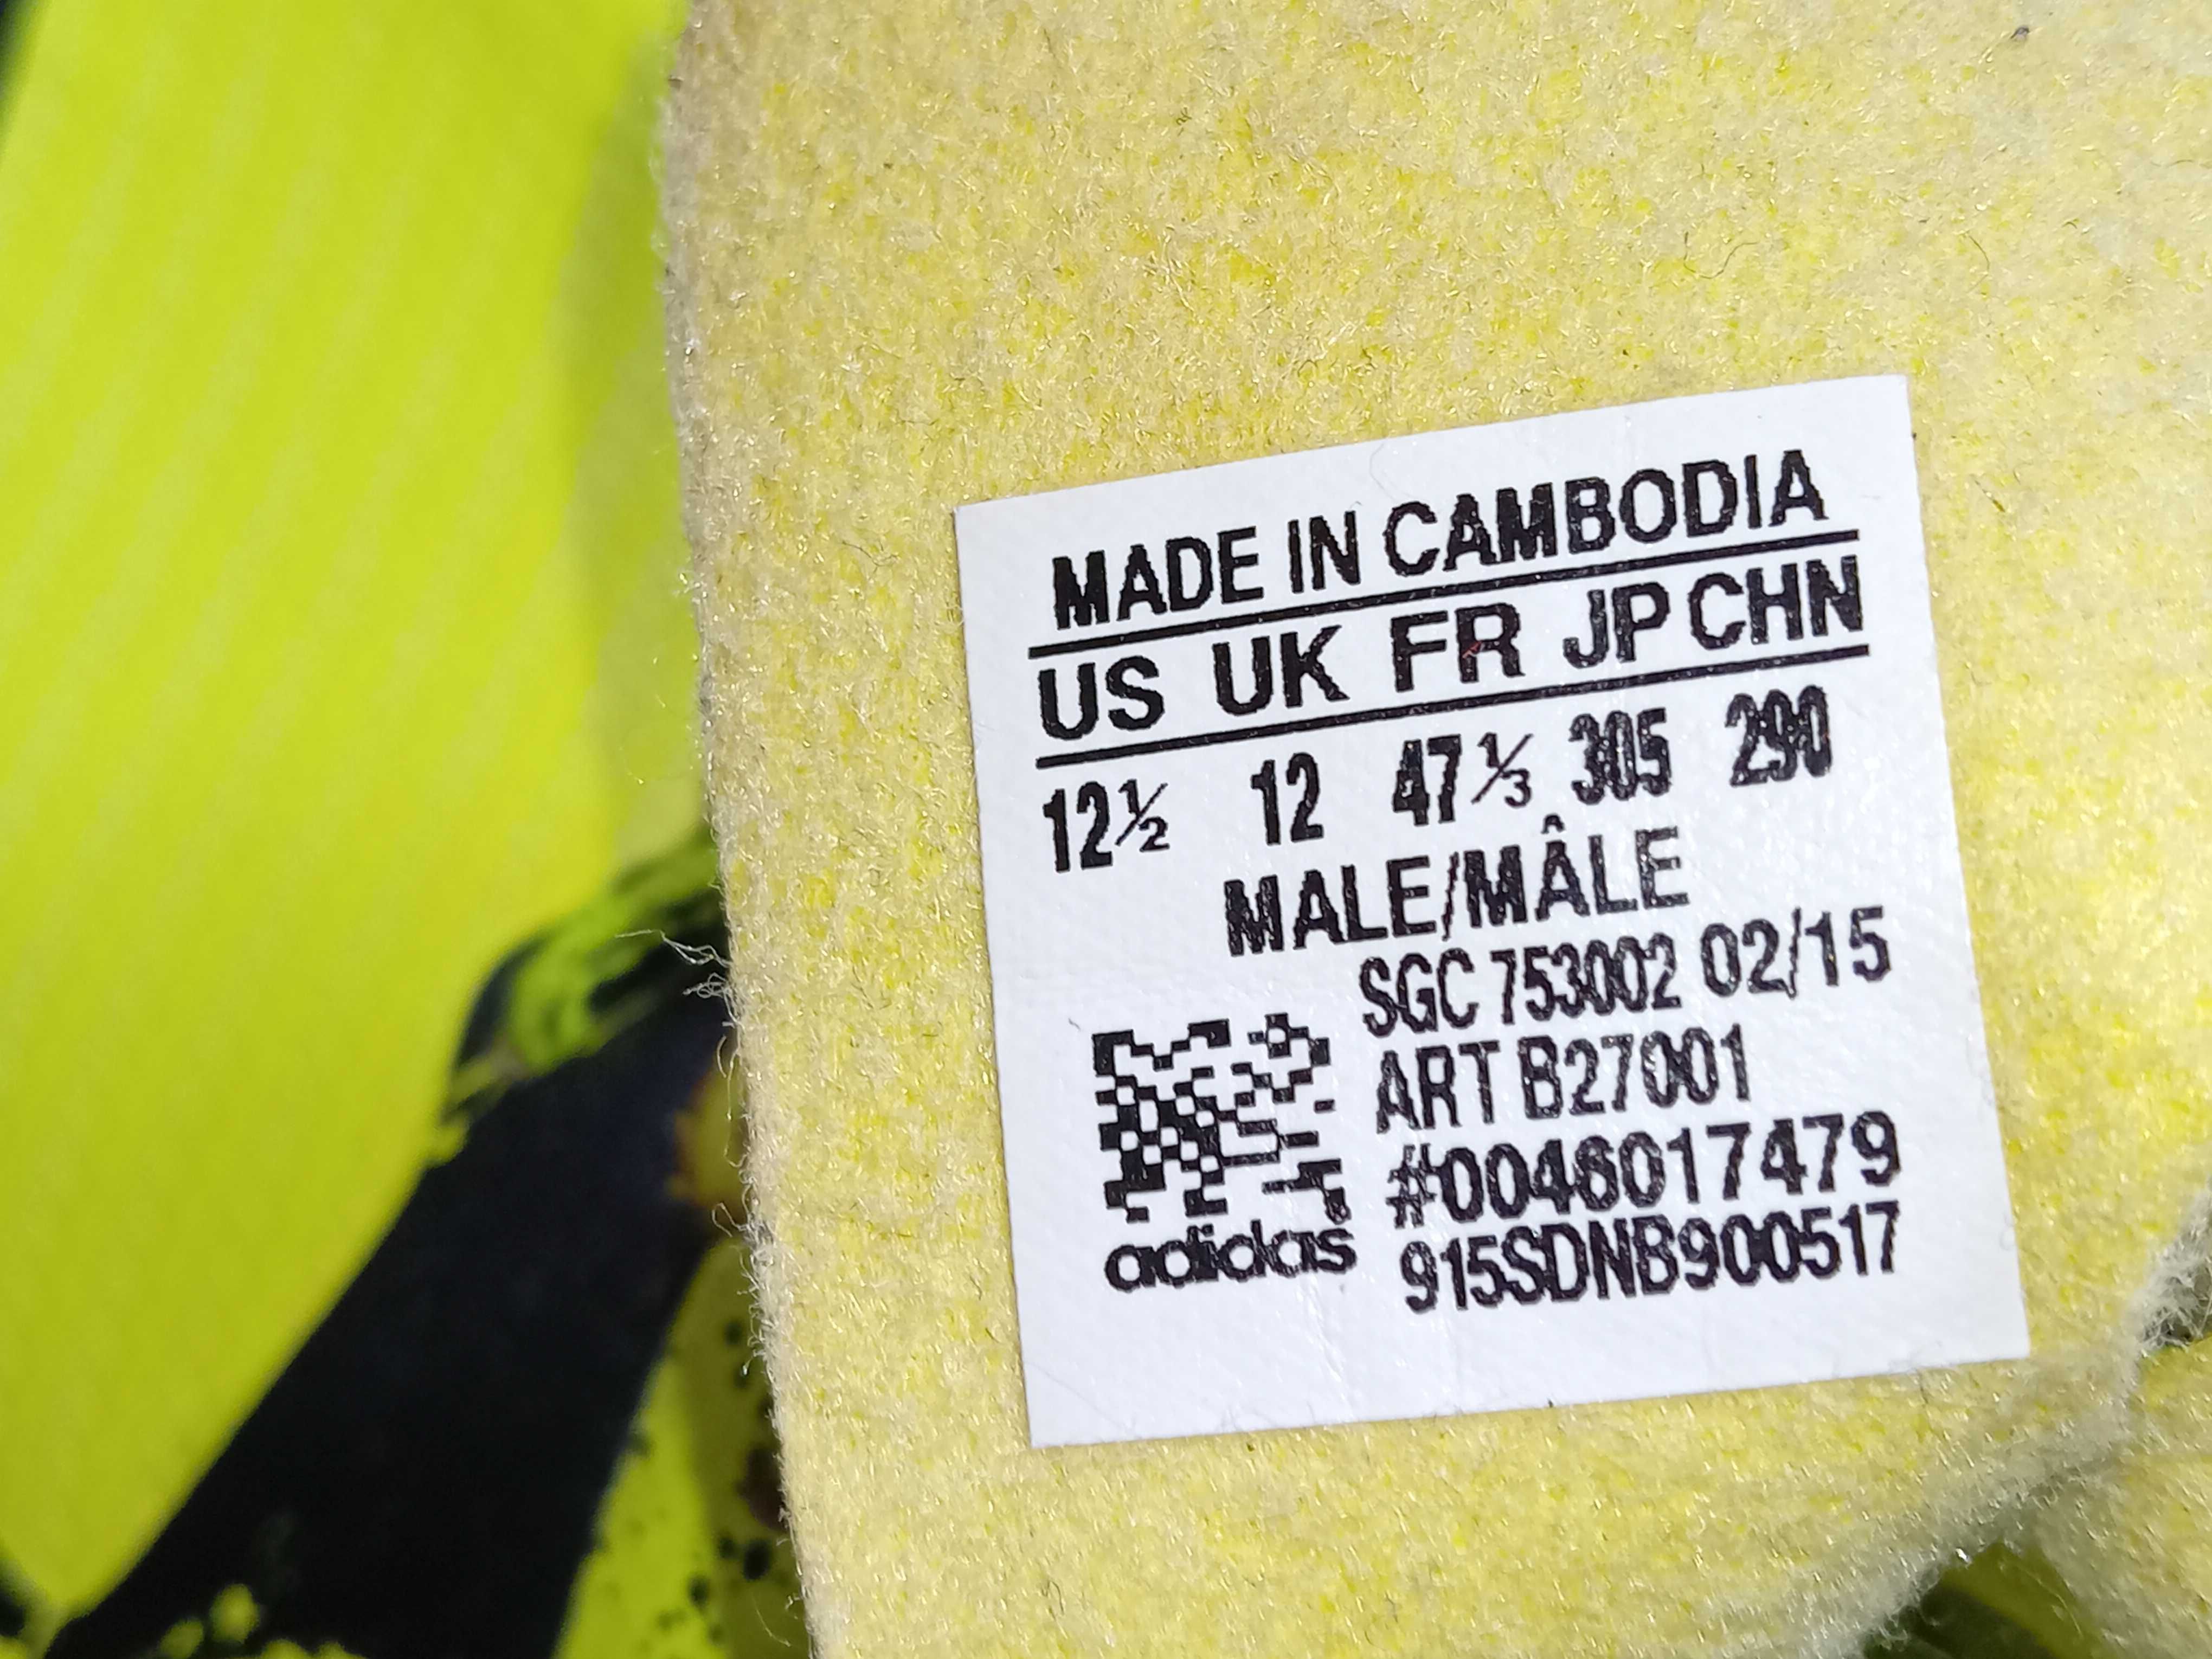 MADE IN CAMBODIA
US UK FR JP CHN
12½ 12 47⅓ 305 290
MALE/MÂLE
SGC 753002 02/15
ART B27001
#0046017479
915SDNB900517
adidas